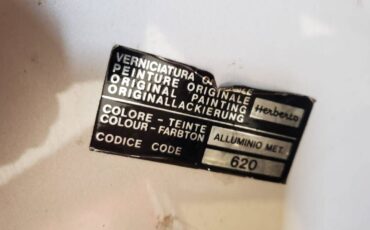 VERNICIATURA
PEINTURE ORIGINALE
ORIGINAL PAINTING
ORIGINALLACKIERUNG
Herberts
COLORE - TEINTE
COLOUR - FARBTON
ALLUMINIO MET.
CODICE CODE
620